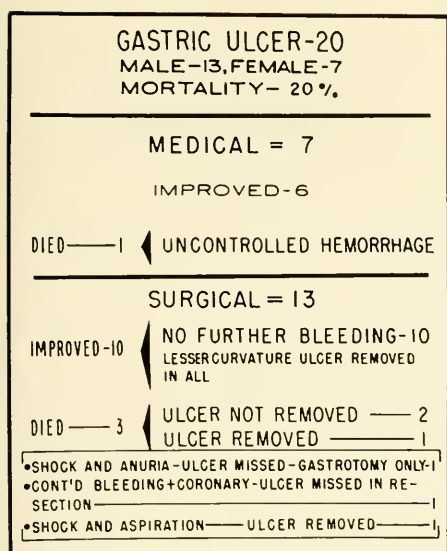 GASTRIC ULCER-20
MALE-13, FEMALE-7
MORTALITY- 20%
MEDICAL = 7
IMPROVED-6
DIED——1 UNCONTROLLED HEMORRHAGE
SURGICAL = 13
IMPROVED-10 NO FURTHER BLEEDING-10
LESSER CURVATURE ULCER REMOVED
IN ALL
DIED——3 ULCER NOT REMOVED —— 2
ULCER REMOVED —— 1
•SHOCK AND ANURIA-ULCER MISSED-GASTROTOMY ONLY-1
•CONT'D BLEEDING+CORONARY-ULCER MISSED IN RE-
SECTION——1
•SHOCK AND ASPIRATION——ULCER REMOVED——1